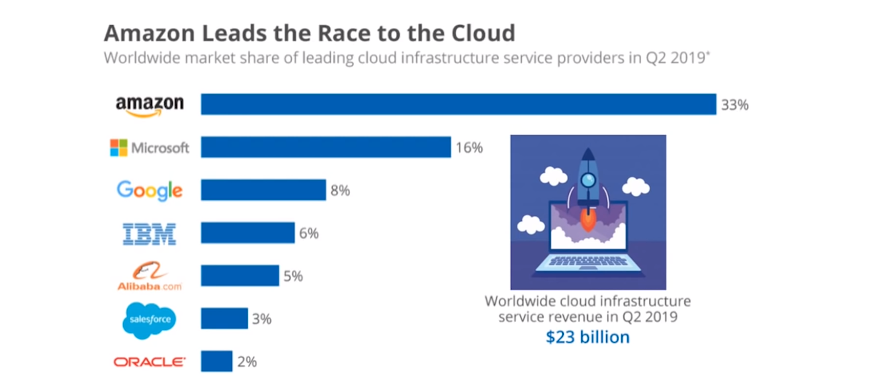 Amazon Leads the Race to the Cloud
Worldwide market share of leading cloud infrastructure service providers in Q2 2019*
amazon
33%
Microsoft
16%
Google
8%
IBM
6%
Alibaba.com
5%
salesforce
3%
ORACLE
2%
Worldwide cloud infrastructure
service revenue in Q2 2019
$23 billion